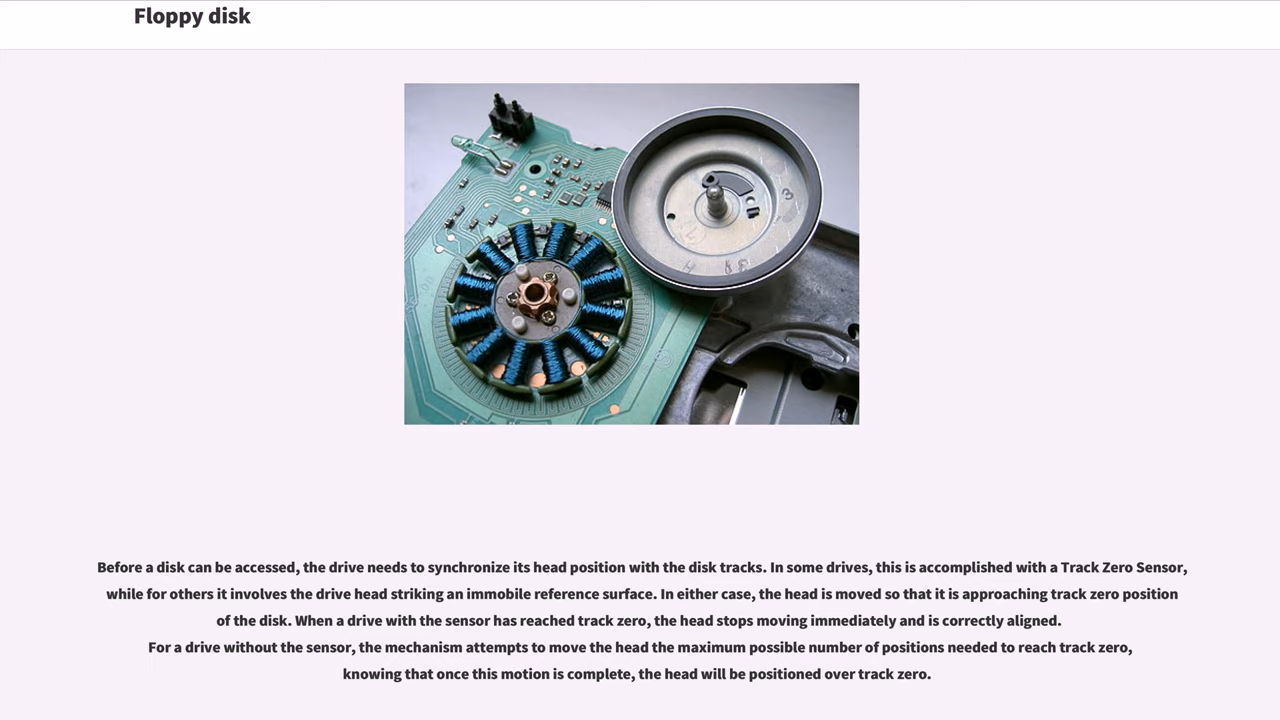 Floppy disk
Before a disk can be accessed, the drive needs to synchronize its head position with the disk tracks. In some drives, this is accomplished with a Track Zero Sensor,
while for others it involves the drive head striking an immobile reference surface. In either case, the head is moved so that it is approaching track zero position
of the disk. When a drive with the sensor has reached track zero, the head stops moving immediately and is correctly aligned.
For a drive without the sensor, the mechanism attempts to move the head the maximum possible number of positions needed to reach track zero,
knowing that once this motion is complete, the head will be positioned over track zero.